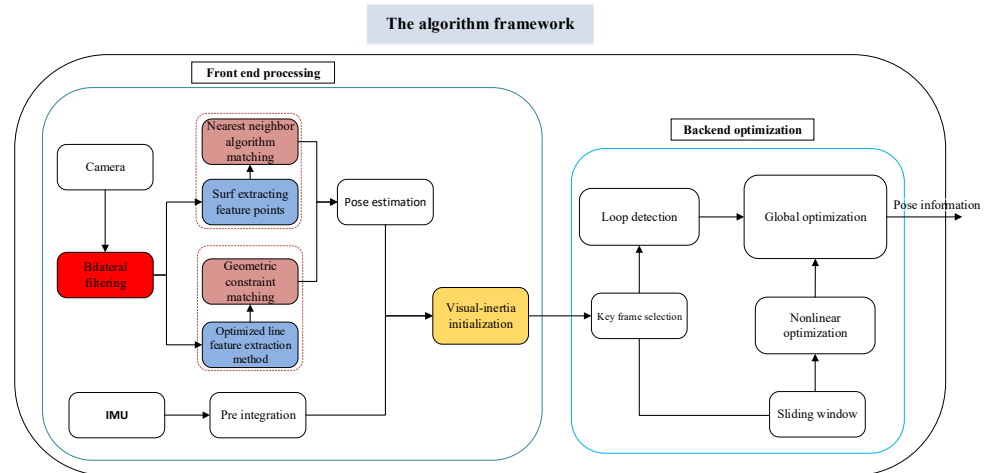 The algorithm framework
Front end processing
Nearest neighbor
algorithm
matching
Camera
Surf extracting
feature points
Pose estimation
Bilateral
filtering
Geometric
constraint
matching
Optimized line
feature extraction
method
Visual-inertia
initialization
IMU
Pre integration
Backend optimization
Loop detection
Global optimization
Pose information
Key frame selection
Nonlinear
optimization
Sliding window